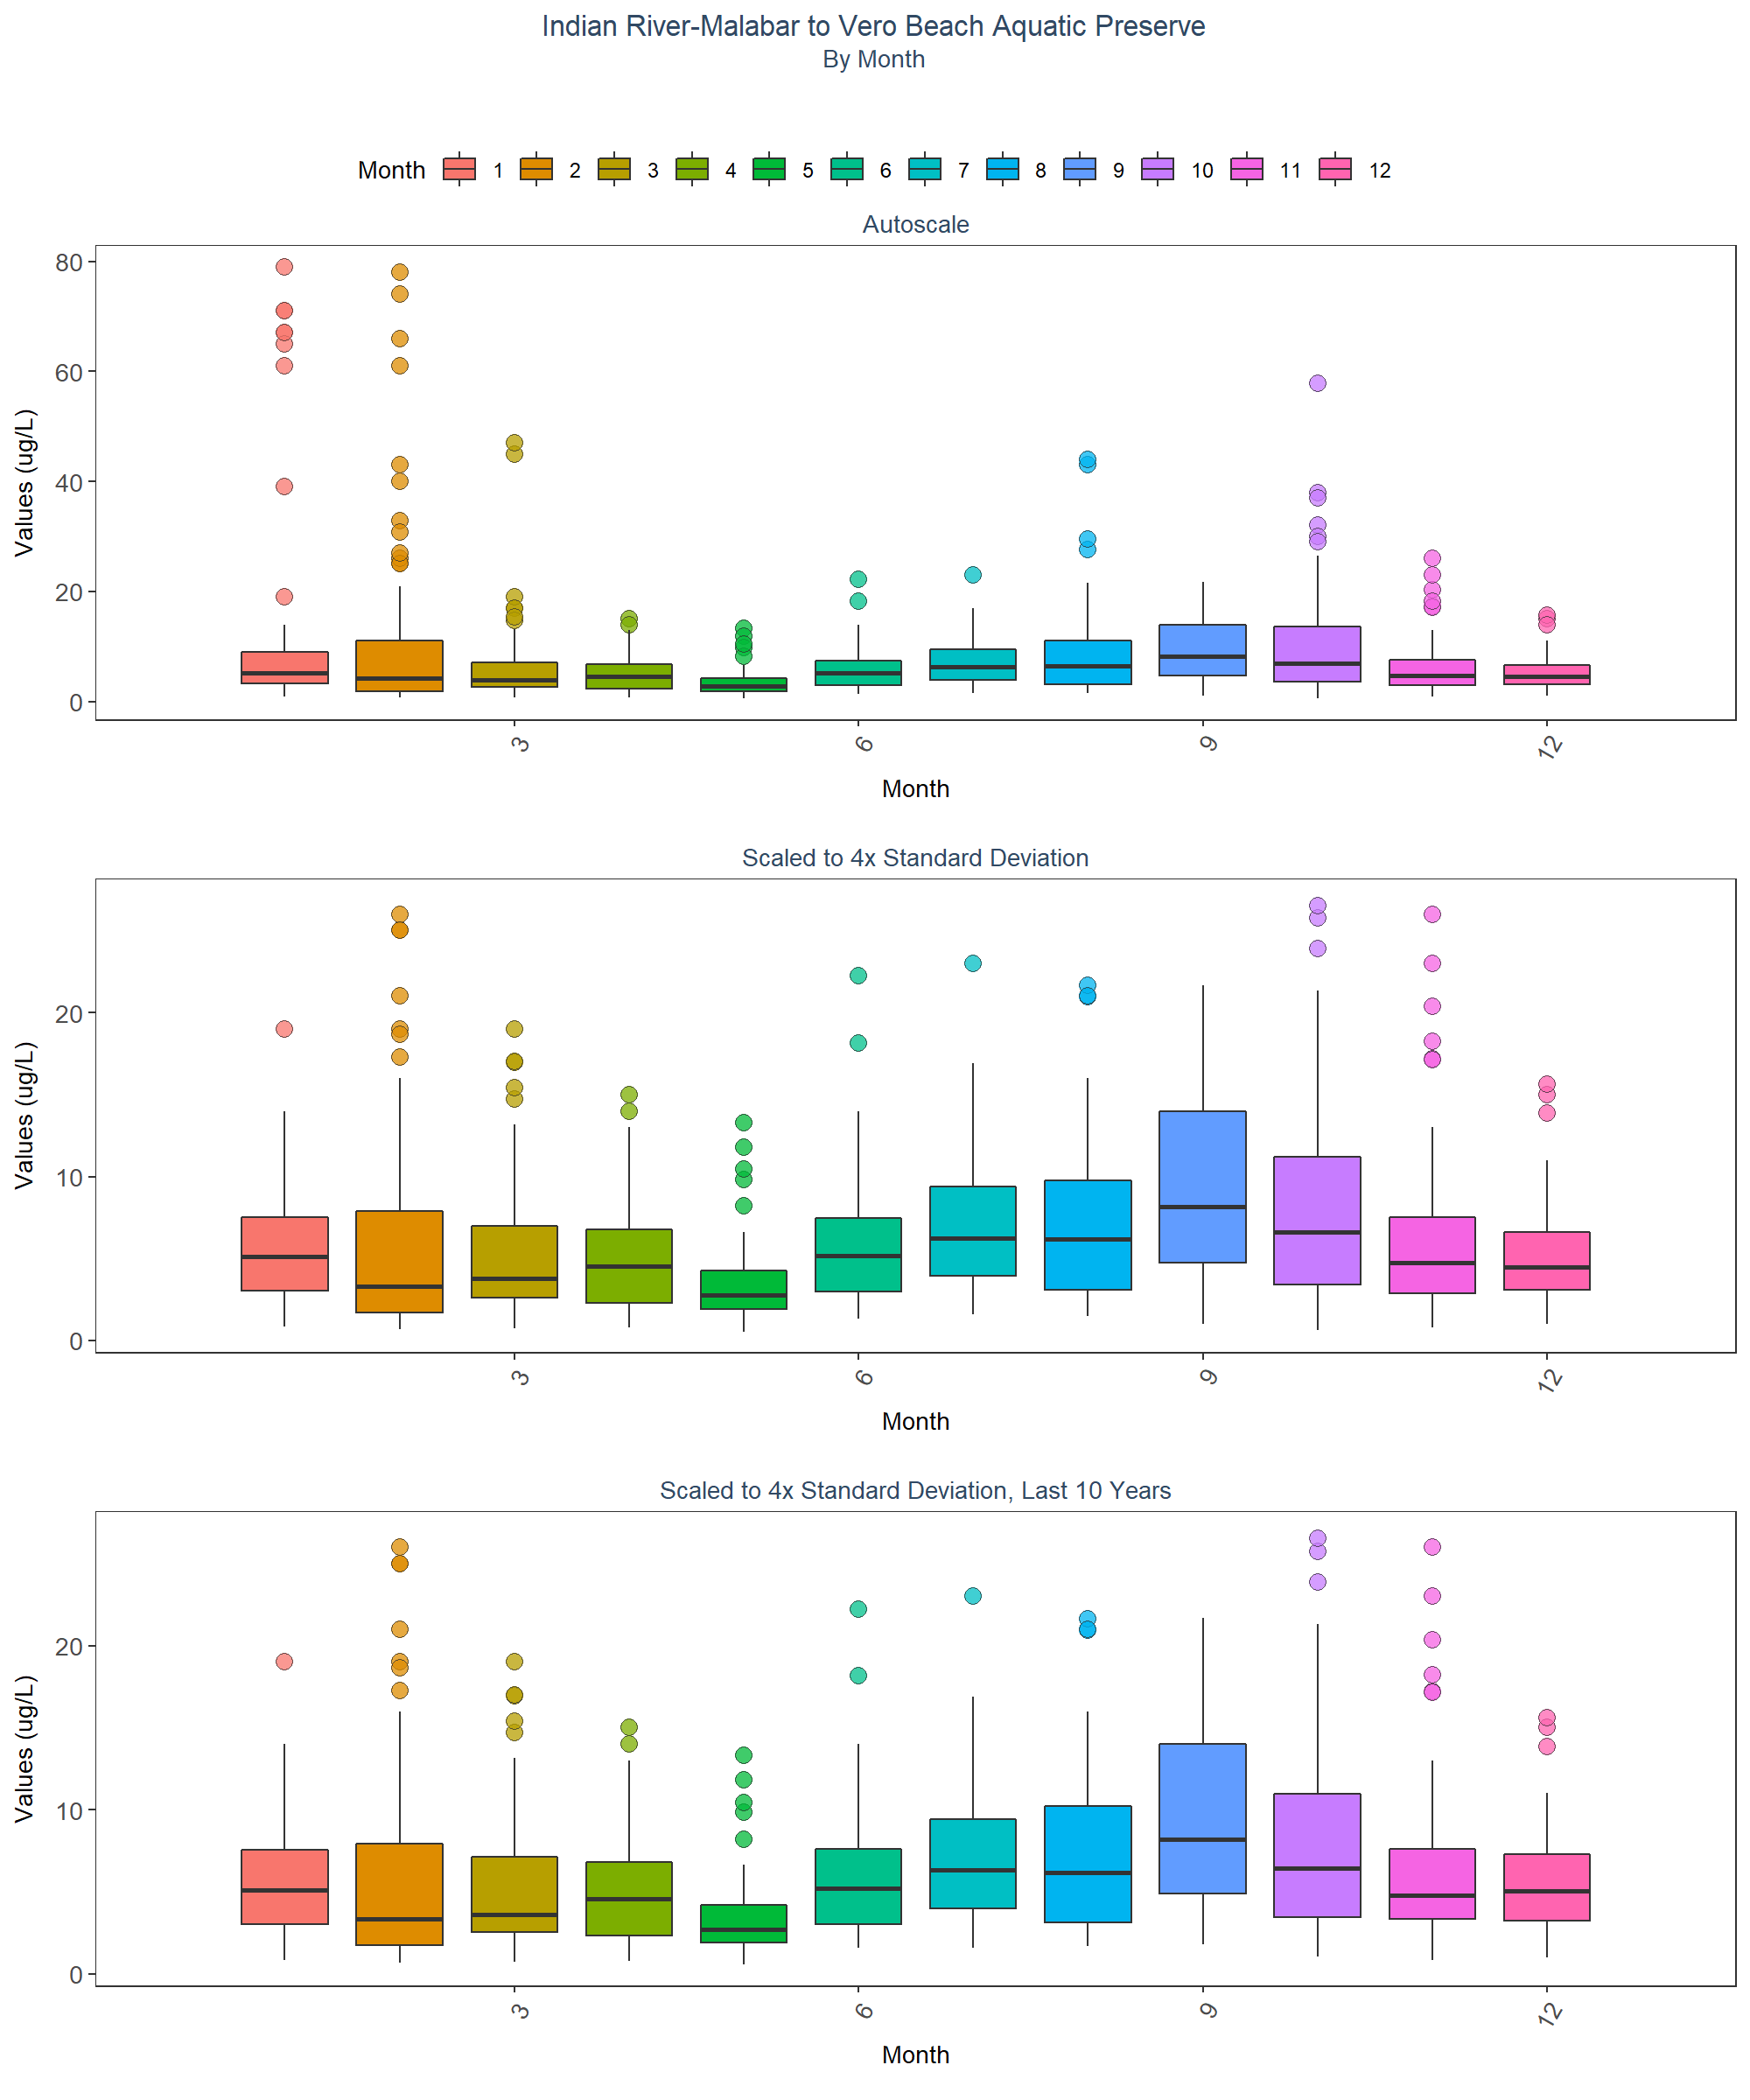 Indian River-Malabar to Vero Beach Aquatic Preserve
By Month
Month 1 2 3 4 5 6 7 8 9 10 11 12
Autoscale
Values (ug/L)
80
60
40
20
0
3 6 9 12
Month
Scaled to 4x Standard Deviation
Values (ug/L)
20
10
0
3 6 9 12
Month
Scaled to 4x Standard Deviation, Last 10 Years
Values (ug/L)
20
10
0
3 6 9 12
Month